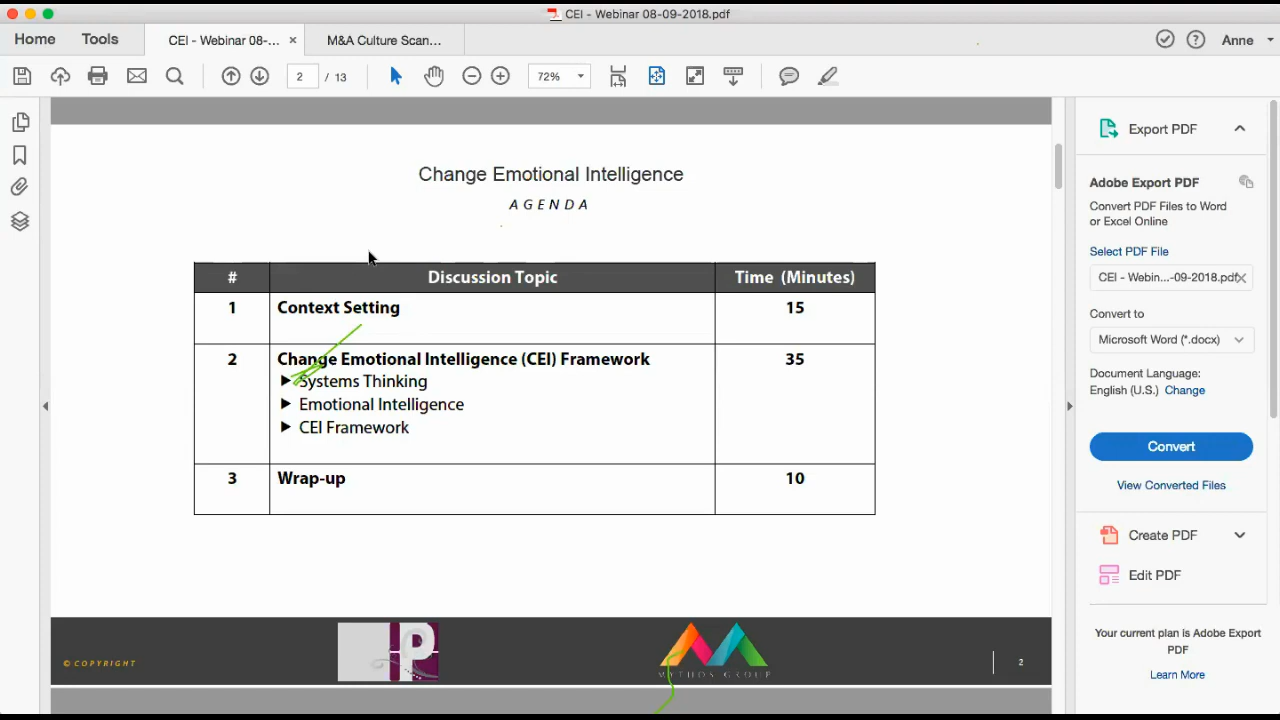 CEI - Webinar 08-09-2018.pdf
Home Tools CEI - Webinar 08-... × M&A Culture Scan... Anne
2 / 13 72%
Change Emotional Intelligence
AGENDA
# Discussion Topic Time (Minutes)
1 Context Setting 15
2 Change Emotional Intelligence (CEI) Framework 35
Systems Thinking
Emotional Intelligence
CEI Framework
3 Wrap-up 10
© COPYRIGHT P MYTHOS GROUP 2
Export PDF
Adobe Export PDF
Convert PDF Files to Word
or Excel Online
Select PDF File
CEI - Webin...-09-2018.pdf
Convert to
Microsoft Word (*.docx)
Document Language:
English (U.S.) Change
Convert
View Converted Files
Create PDF
Edit PDF
Your current plan is Adobe Export
PDF
Learn More